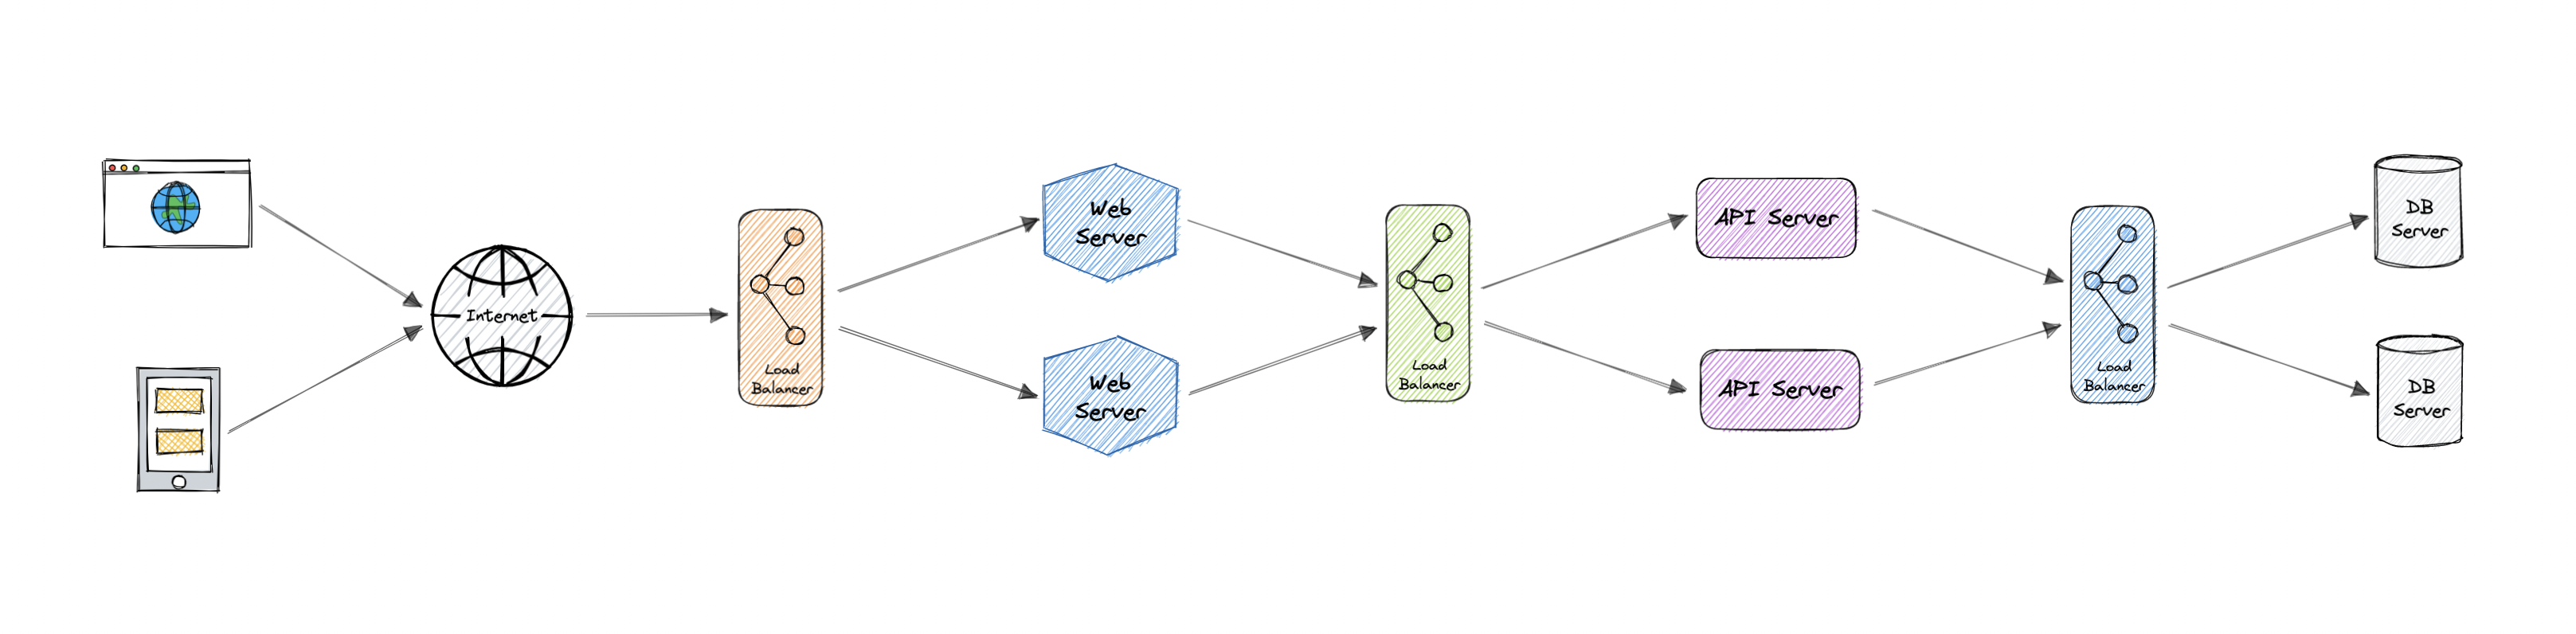 Internet
Load
Balancer
Web
Server
Web
Server
Load
Balancer
API Server
API Server
Load
Balancer
DB
Server
DB
Server